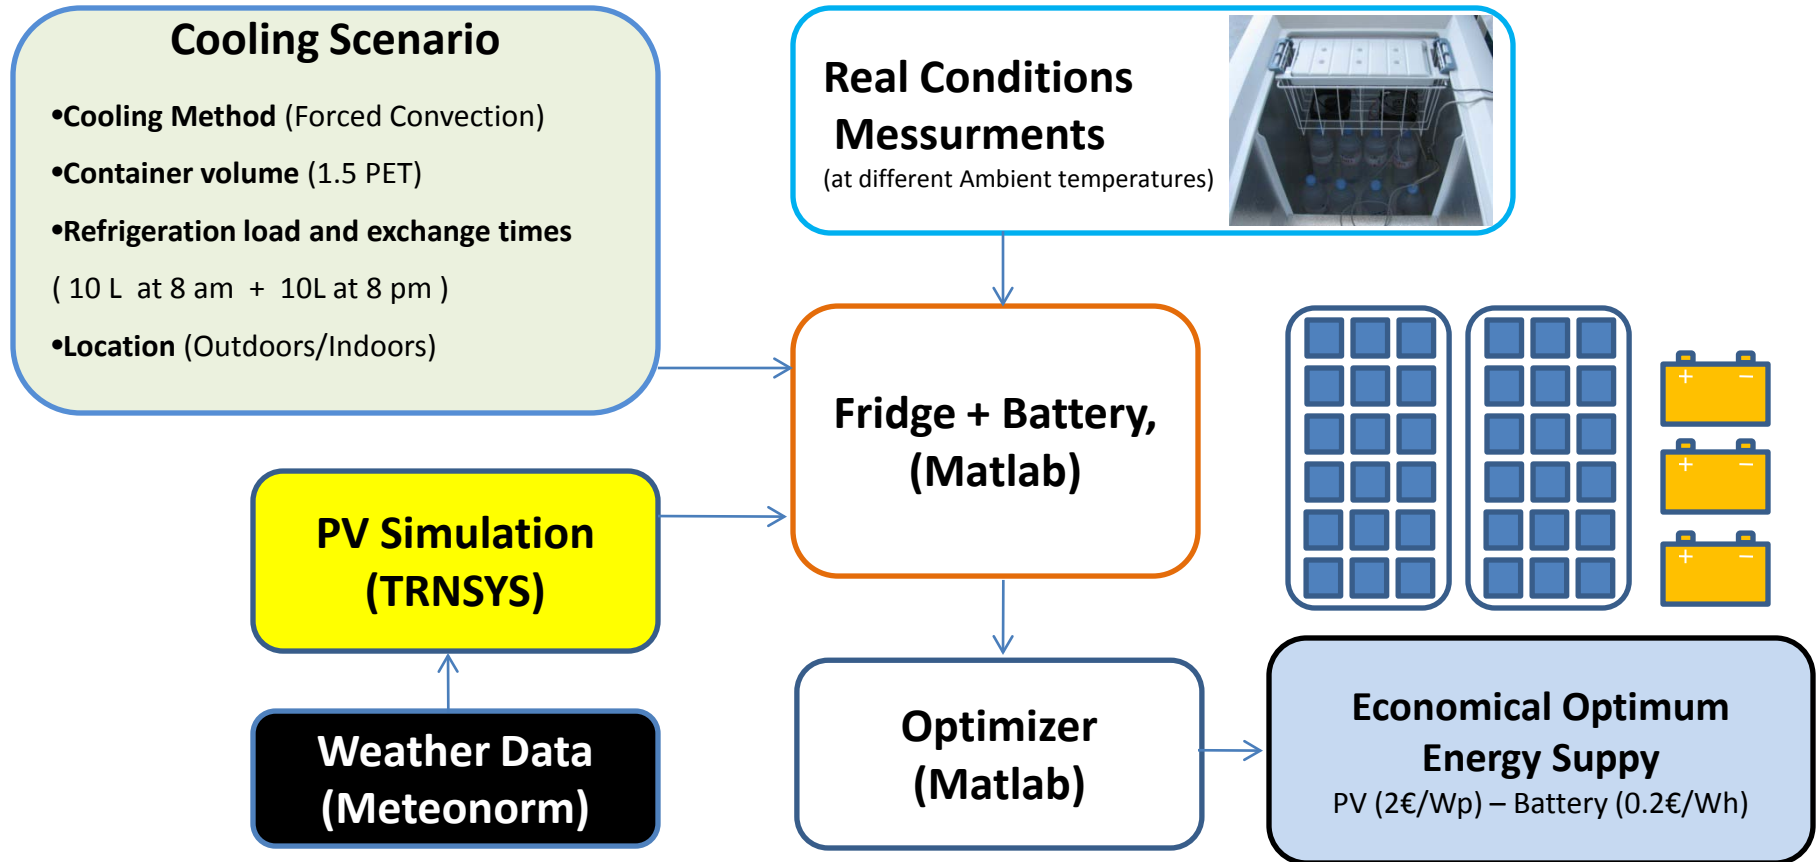 Cooling Scenario
•Cooling Method (Forced Convection)
•Container volume (1.5 PET)
•Refrigeration load and exchange times
( 10 L at 8 am + 10L at 8 pm )
•Location (Outdoors/Indoors)
Real Conditions
Messurments
(at different Ambient temperatures)
Fridge + Battery,
(Matlab)
+ –
+ –
+ –
PV Simulation
(TRNSYS)
Weather Data
(Meteonorm)
Optimizer
(Matlab)
Economical Optimum
Energy Suppy
PV (2€/Wp) – Battery (0.2€/Wh)